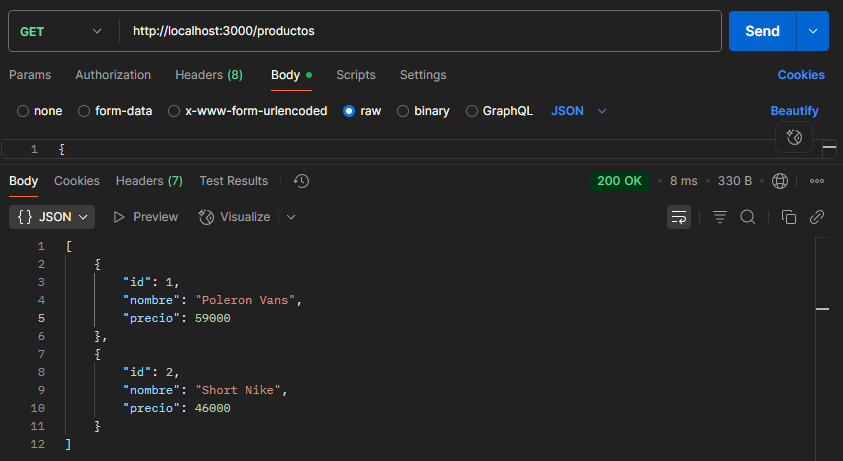 GET http://localhost:3000/productos Send
Params Authorization Headers (8) Body Scripts Settings Cookies
none form-data x-www-form-urlencoded raw binary GraphQL JSON Beautify
1 {
Body Cookies Headers (7) Test Results 200 OK • 8 ms • 330 B •
{} JSON Preview Visualize
1 [
2 {
3 "id": 1,
4 "nombre": "Poleron Vans",
5 "precio": 59000
6 },
7 {
8 "id": 2,
9 "nombre": "Short Nike",
10 "precio": 46000
11 }
12 ]